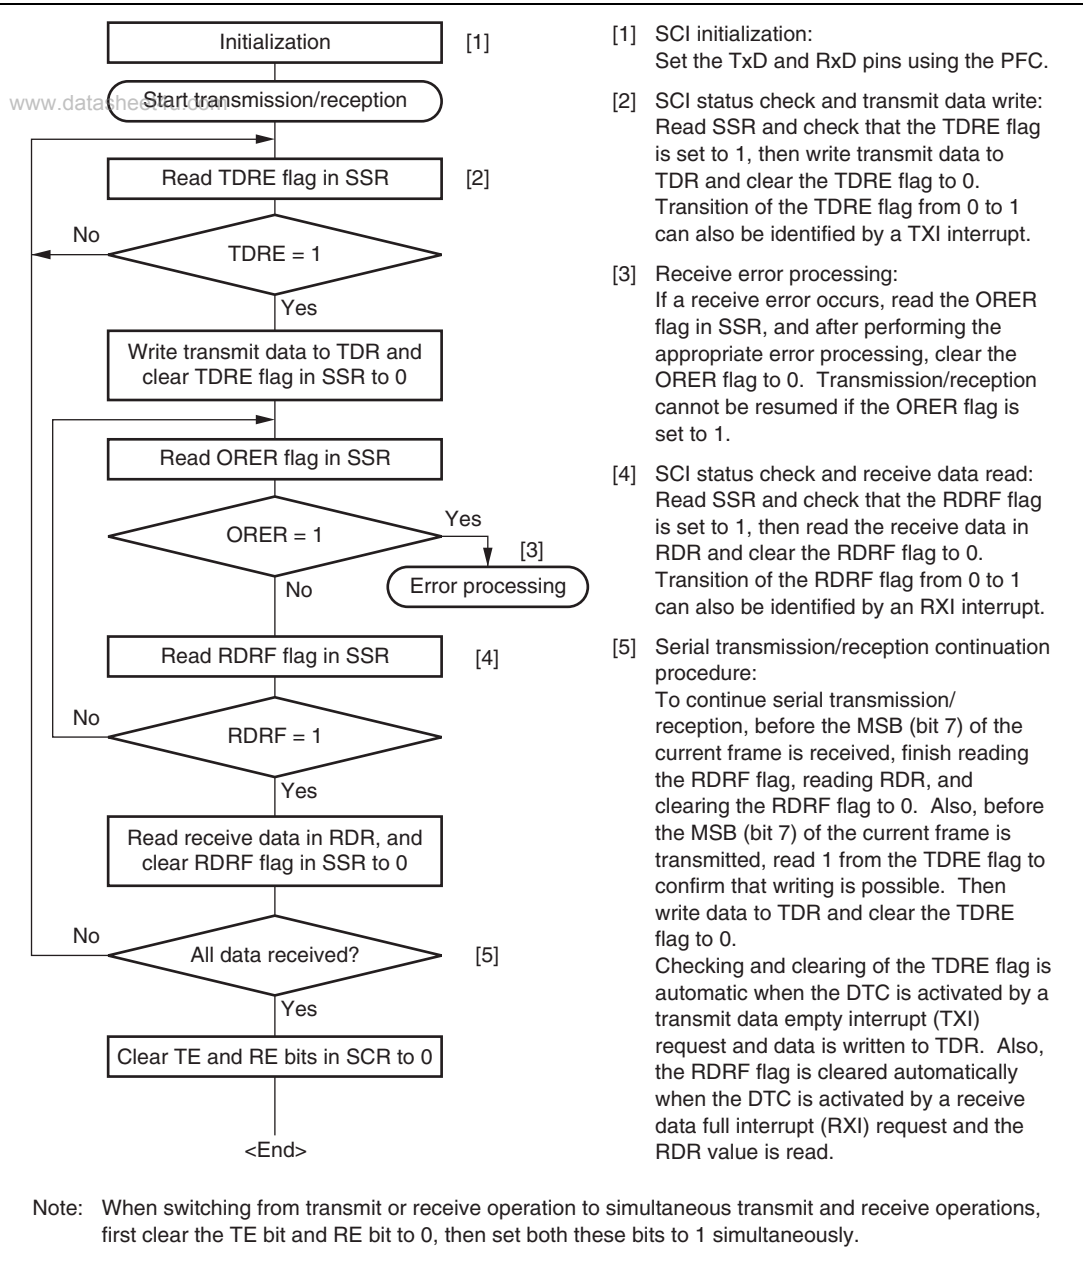 Initialization [1]
www.datasheet4u.com
Start transmission/reception
Read TDRE flag in SSR [2]
No
TDRE = 1
Yes
Write transmit data to TDR and
clear TDRE flag in SSR to 0
Read ORER flag in SSR
ORER = 1
Yes
[3]
Error processing
No
Read RDRF flag in SSR [4]
No
RDRF = 1
Yes
Read receive data in RDR, and
clear RDRF flag in SSR to 0
No
All data received? [5]
Yes
Clear TE and RE bits in SCR to 0
<End>
[1] SCI initialization:
Set the TxD and RxD pins using the PFC.
[2] SCI status check and transmit data write:
Read SSR and check that the TDRE flag
is set to 1, then write transmit data to
TDR and clear the TDRE flag to 0.
Transition of the TDRE flag from 0 to 1
can also be identified by a TXI interrupt.
[3] Receive error processing:
If a receive error occurs, read the ORER
flag in SSR, and after performing the
appropriate error processing, clear the
ORER flag to 0. Transmission/reception
cannot be resumed if the ORER flag is
set to 1.
[4] SCI status check and receive data read:
Read SSR and check that the RDRF flag
is set to 1, then read the receive data in
RDR and clear the RDRF flag to 0.
Transition of the RDRF flag from 0 to 1
can also be identified by an RXI interrupt.
[5] Serial transmission/reception continuation
procedure:
To continue serial transmission/
reception, before the MSB (bit 7) of the
current frame is received, finish reading
the RDRF flag, reading RDR, and
clearing the RDRF flag to 0. Also, before
the MSB (bit 7) of the current frame is
transmitted, read 1 from the TDRE flag to
confirm that writing is possible. Then
write data to TDR and clear the TDRE
flag to 0.
Checking and clearing of the TDRE flag is
automatic when the DTC is activated by a
transmit data empty interrupt (TXI)
request and data is written to TDR. Also,
the RDRF flag is cleared automatically
when the DTC is activated by a receive
data full interrupt (RXI) request and the
RDR value is read.
Note: When switching from transmit or receive operation to simultaneous transmit and receive operations,
first clear the TE bit and RE bit to 0, then set both these bits to 1 simultaneously.